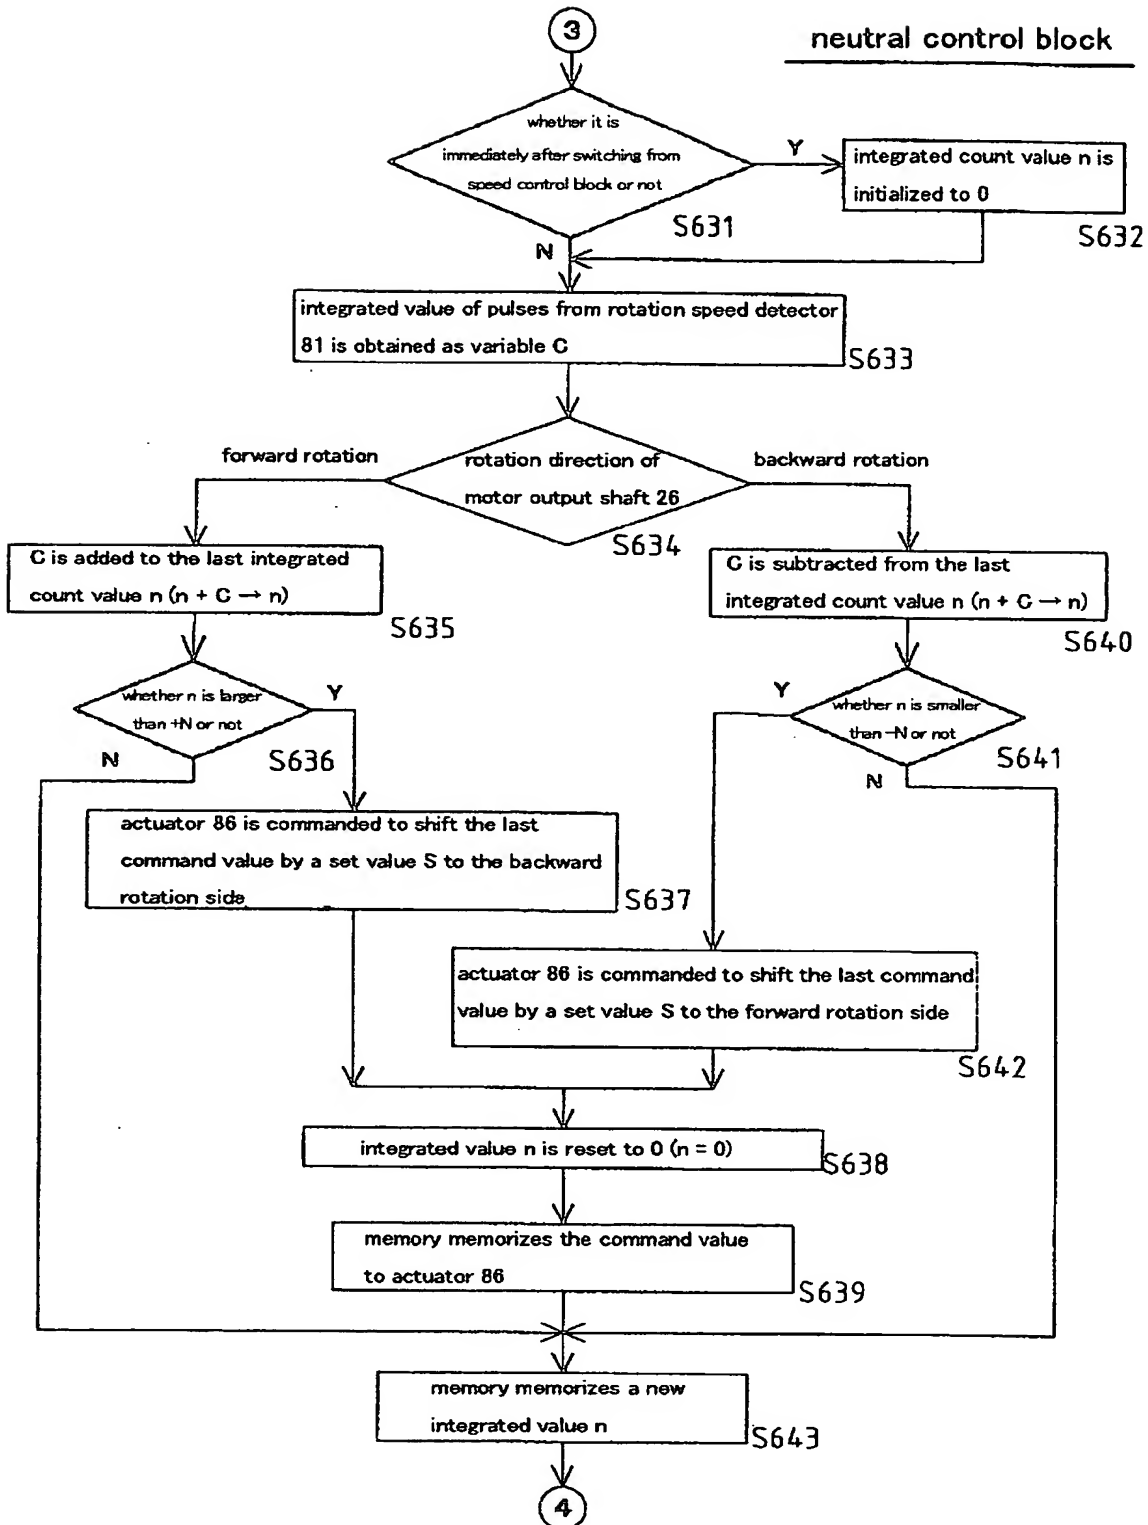 3
neutral control block
whether it is
immediately after switching from
speed control block or not
Y
integrated count value n is
initialized to 0
S631
S632
N
integrated value of pulses from rotation speed detector
81 is obtained as variable C
S633
forward rotation
rotation direction of
motor output shaft 26
backward rotation
S634
C is added to the last integrated
count value n (n + C → n)
S635
C is subtracted from the last
integrated count value n (n + C → n)
S640
whether n is larger
than +N or not
Y
N
S636
Y
whether n is smaller
than -N or not
S641
N
actuator 86 is commanded to shift the last
command value by a set value S to the backward
rotation side
S637
actuator 86 is commanded to shift the last command
value by a set value S to the forward rotation side
S642
integrated value n is reset to 0 (n = 0)
S638
memory memorizes the command value
to actuator 86
S639
memory memorizes a new
integrated value n
S643
4